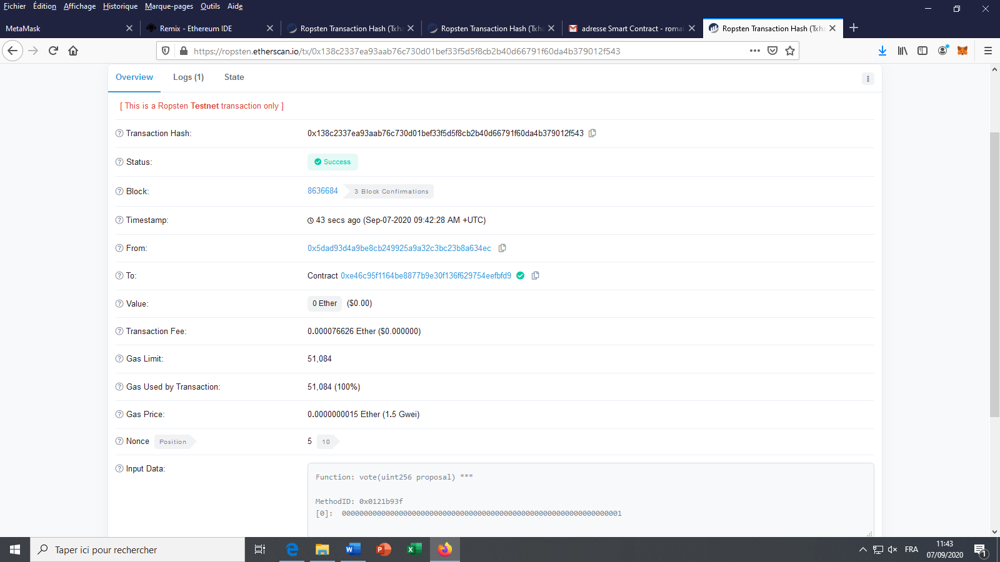 Fichier Édition Affichage Historique Marque-pages Outils Aide
MetaMask
Remix - Ethereum IDE
Ropsten Transaction Hash (Txha
Ropsten Transaction Hash (Txha
adresse Smart Contract - romai
Ropsten Transaction Hash (Txha
https://ropsten.etherscan.io/tx/0x138c2337ea93aab76c730d01bef33f5d5f8cb2b40d66791f60da4b379012f543
Overview Logs (1) State
[ This is a Ropsten Testnet transaction only ]
Transaction Hash: 0x138c2337ea93aab76c730d01bef33f5d5f8cb2b40d66791f60da4b379012f543
Status: Success
Block: 8636684 3 Block Confirmations
Timestamp: 43 secs ago (Sep-07-2020 09:42:28 AM +UTC)
From: 0x5dad93d4a9be8cb249925a9a32c3bc23b8a634ec
To: Contract 0xe46c95f1164be8877b9e30f136f629754eefbfd9
Value: 0 Ether ($0.00)
Transaction Fee: 0.000076626 Ether ($0.000000)
Gas Limit: 51,084
Gas Used by Transaction: 51,084 (100%)
Gas Price: 0.0000000015 Ether (1.5 Gwei)
Nonce Position 5 10
Input Data:
Function: vote(uint256 proposal) ***
MethodID: 0x0121b93f
[0]: 0000000000000000000000000000000000000000000000000000000000000001
Taper ici pour rechercher
FRA
11:43
07/09/2020
1